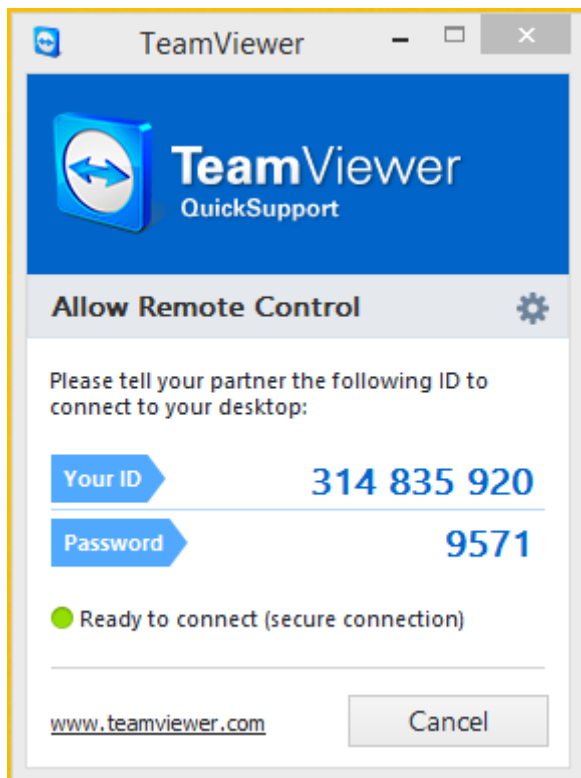 TeamViewer
TeamViewer
QuickSupport
Allow Remote Control
Please tell your partner the following ID to
connect to your desktop:
Your ID 314 835 920
Password 9571
Ready to connect (secure connection)
www.teamviewer.com Cancel